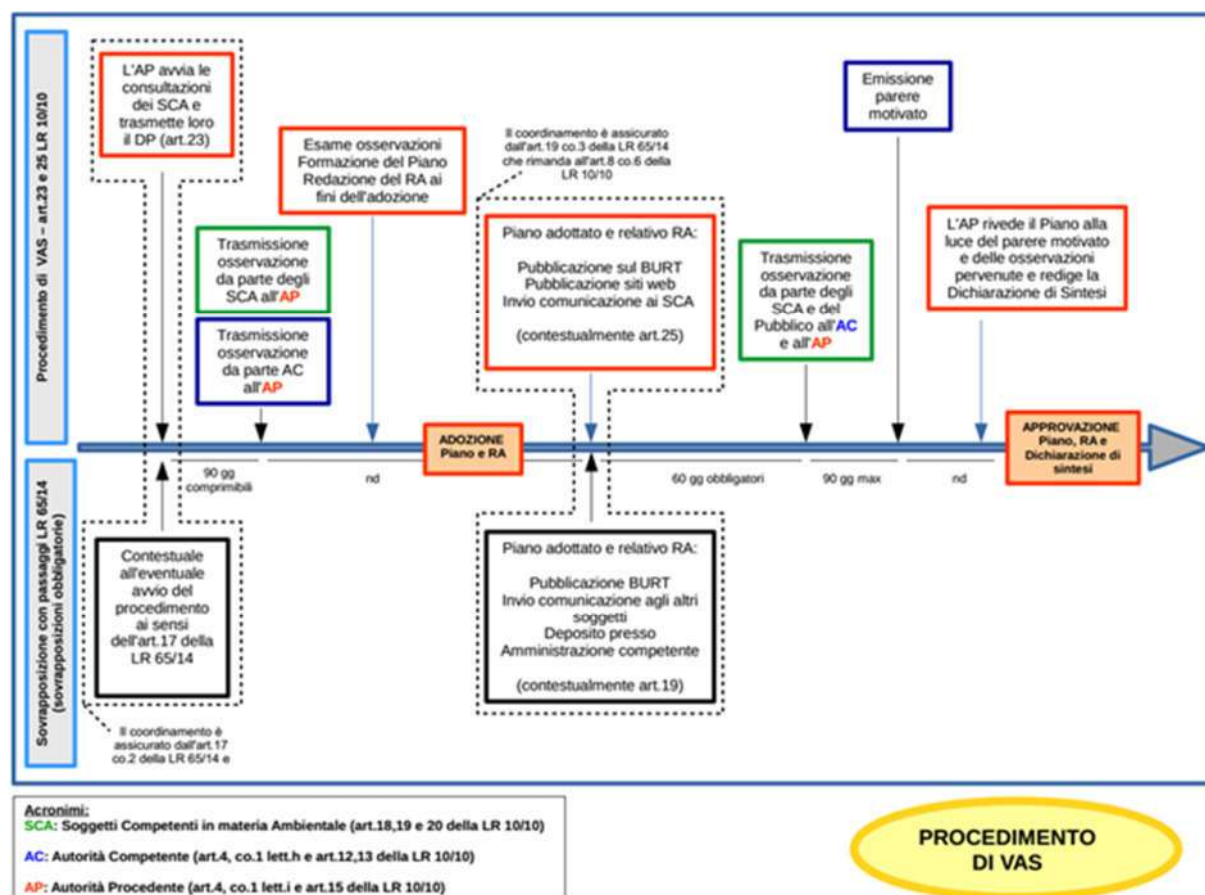 Procedimento di VAS – art.23 e 25 LR 10/10
L'AP avvia le
consultazioni
dei SCA e
trasmette loro
il DP (art.23)
Trasmissione
osservazione
da parte degli
SCA all'AP
Trasmissione
osservazione
da parte AC
all'AP
Esame osservazioni
Formazione del Piano
Redazione del RA ai
fini dell'adozione
Il coordinamento è
assicurato
dall'art.19 co.3 della LR 65/14
che rimanda all'art.8 co.6 della
LR 10/10
Piano adottato e relativo RA:
Pubblicazione sul BURT
Pubblicazione siti web
Invio comunicazione ai SCA
(contestualmente art.25)
Trasmissione
osservazione
da parte degli
SCA e del
Pubblico all'AC
e all'AP
Emissione
parere
motivato
L'AP rivede il Piano alla
luce del parere motivato
e delle osservazioni
pervenute e redige la
Dichiarazione di Sintesi
ADOZIONE
Piano e RA
APPROVAZIONE
Piano, RA e
Dichiarazione di
sintesi
90 gg
comprimibili
nd
60 gg obbligatori
90 gg max
nd
Sovrapposizione con passaggi LR 65/14
(sovrapposizioni obbligatorie)
Contestuale
all'eventuale
avvio del
procedimento
ai sensi
dell'art.17 della
LR 65/14
Il coordinamento è
assicurato dall'art.17
co.2 della LR 65/14 e
Piano adottato e relativo RA:
Pubblicazione BURT
Invio comunicazione agli altri
soggetti
Deposito presso
Amministrazione competente
(contestualmente art.19)
Acronimi:
SCA: Soggetti Competenti in materia Ambientale (art.18,19 e 20 della LR 10/10)
AC: Autorità Competente (art.4, co.1 lett.h e art.12,13 della LR 10/10)
AP: Autorità Procedente (art.4, co.1 lett.i e art.15 della LR 10/10)
PROCEDIMENTO
DI VAS